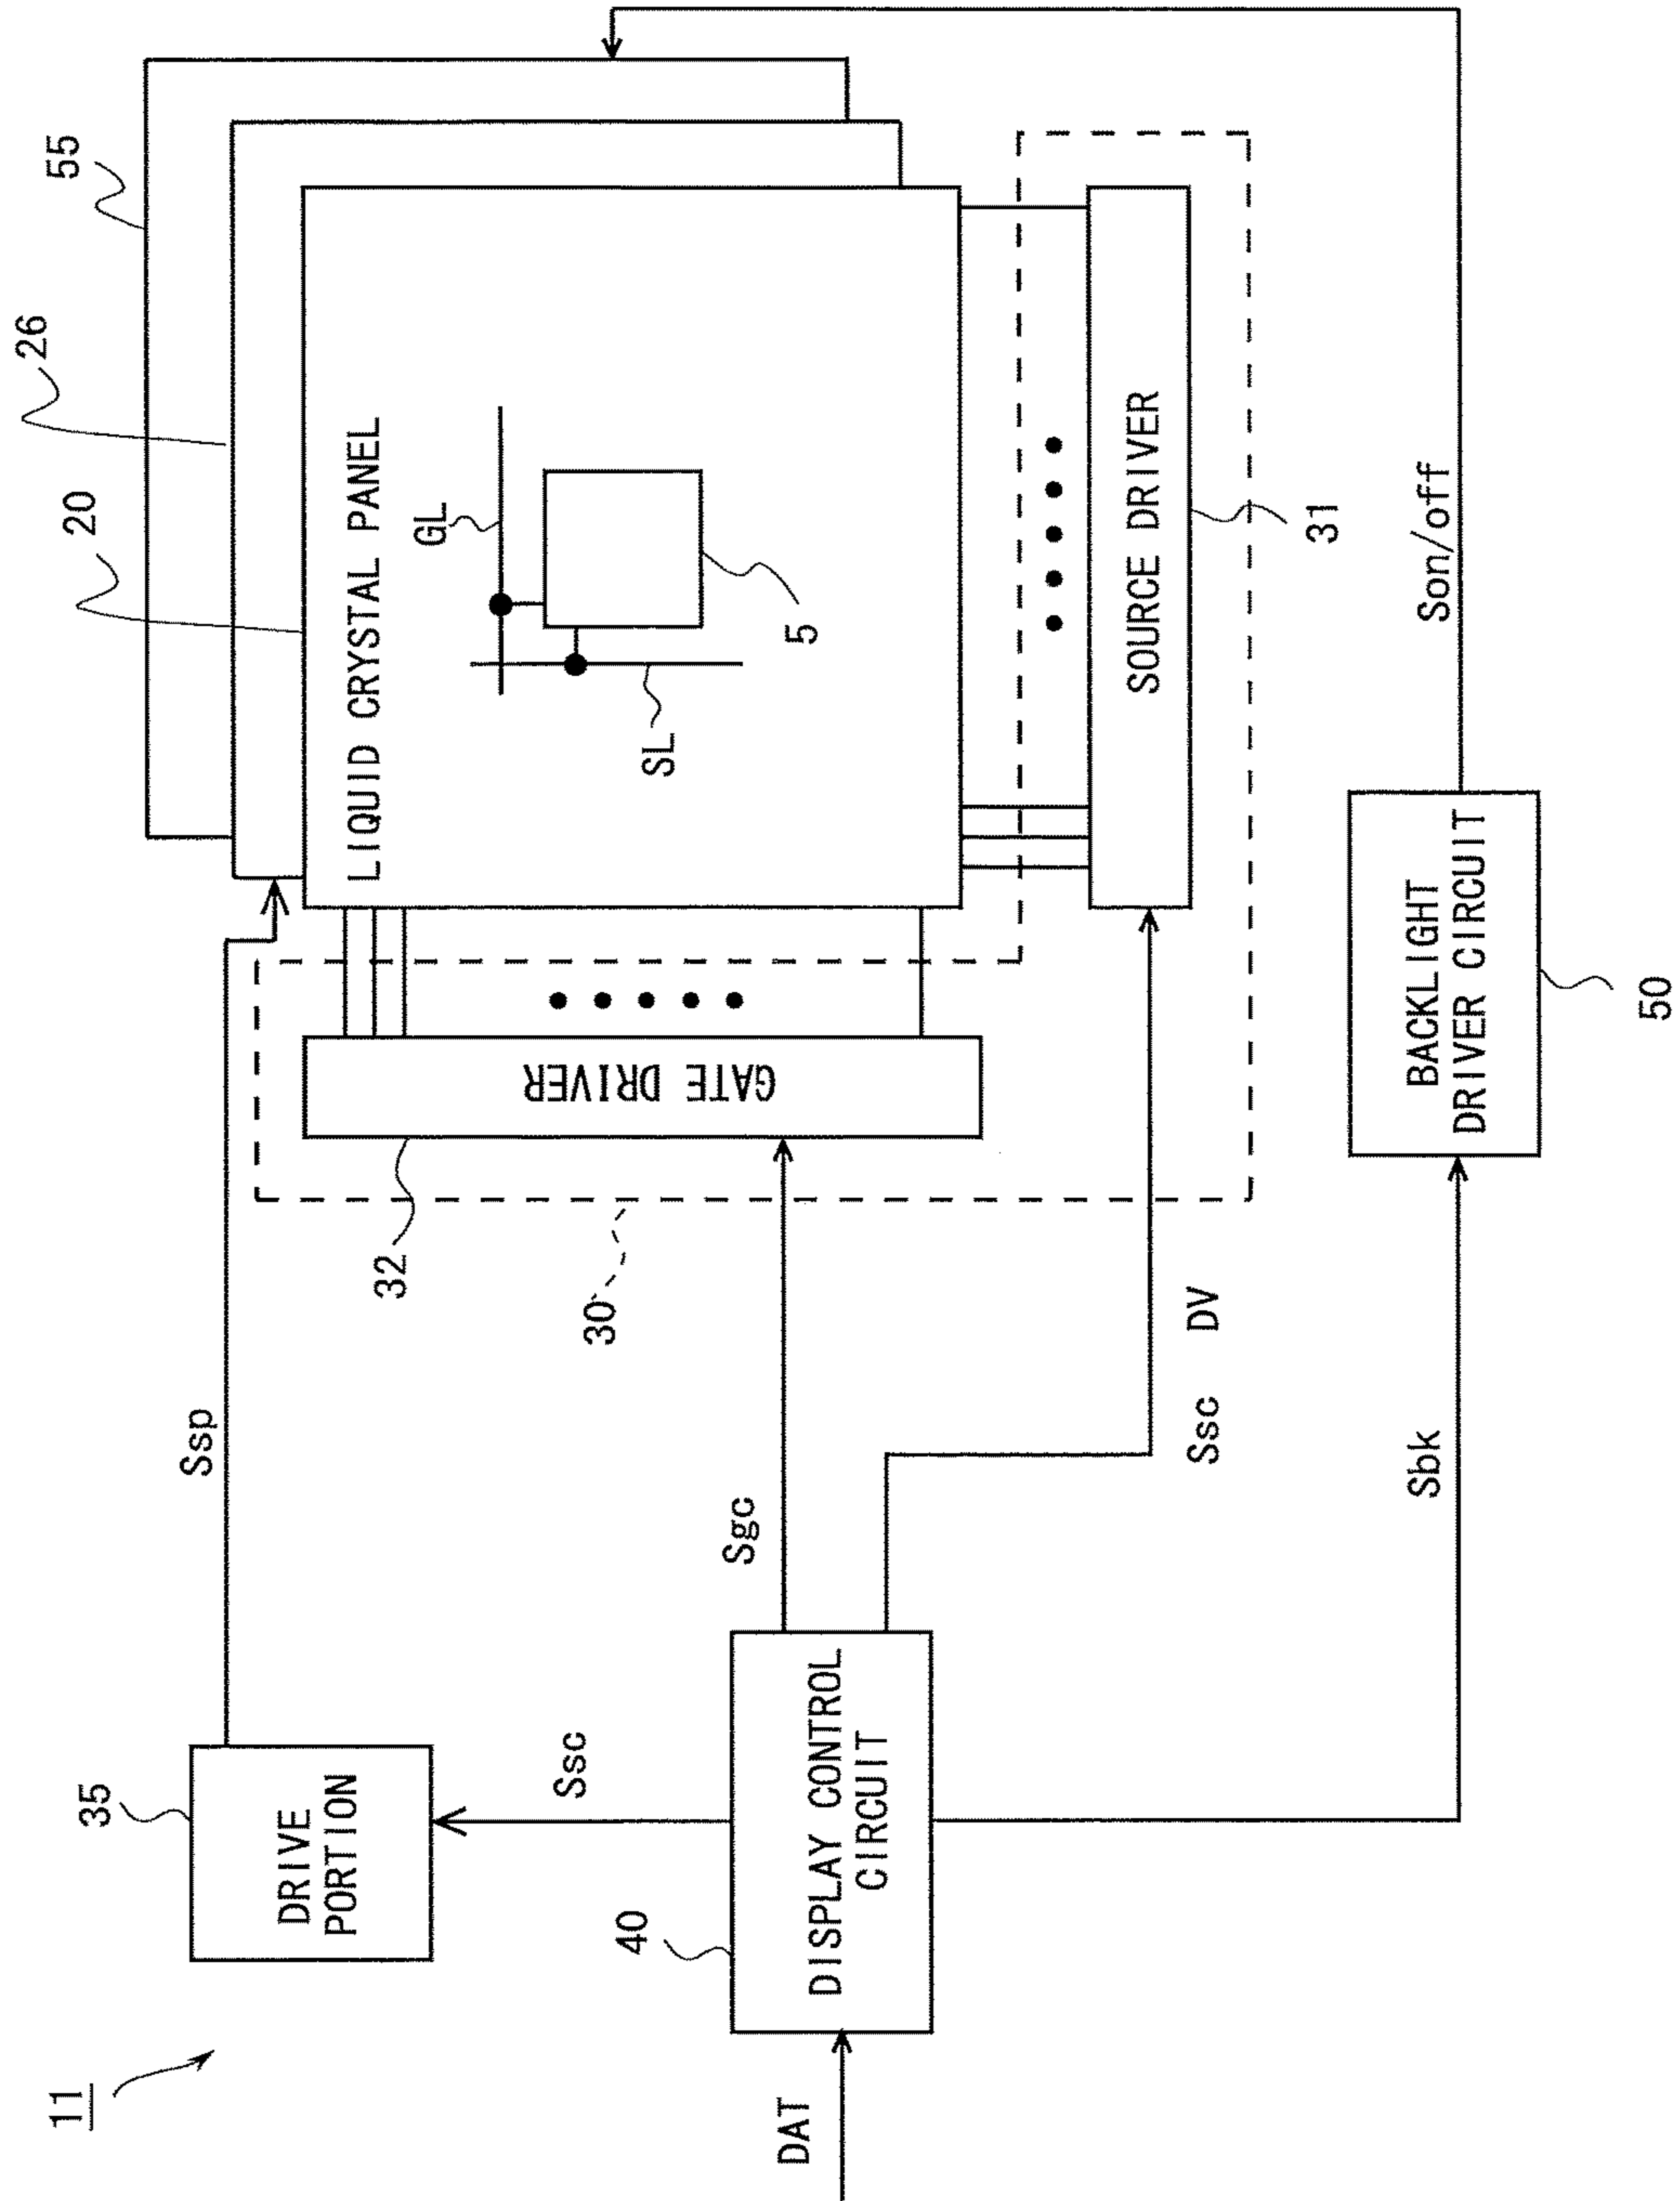 11
55
26
20
35
Ssp
DRIVE
PORTION
LIQUID CRYSTAL PANEL
32
GL
GATE DRIVER
Ssc
30
SL
5
40
Sgc
DISPLAY CONTROL
CIRCUIT
DAT
SOURCE DRIVER
Ssc DV
31
Sbk
BACKLIGHT
DRIVER CIRCUIT
Son/off
50